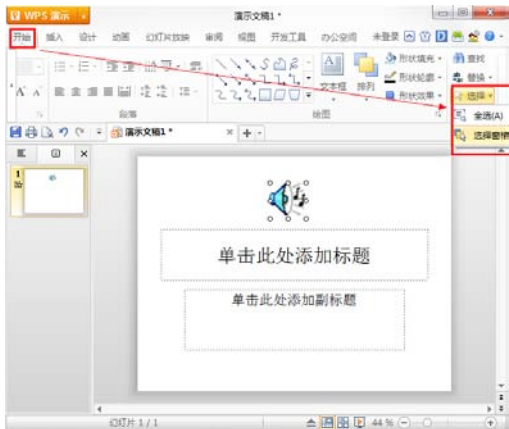 WPS 演示
演示文稿1 *
开始 插入 设计 动画 幻灯片放映 审阅 视图 开发工具 办公空间 未登录
形状填充 查找
形状轮廓 替换
文本框 排列 形状效果 选择
段落 绘图
全选(A)
选择窗格
演示文稿1 *
1
单击此处添加标题
单击此处添加副标题
幻灯片 1 / 1 44 %